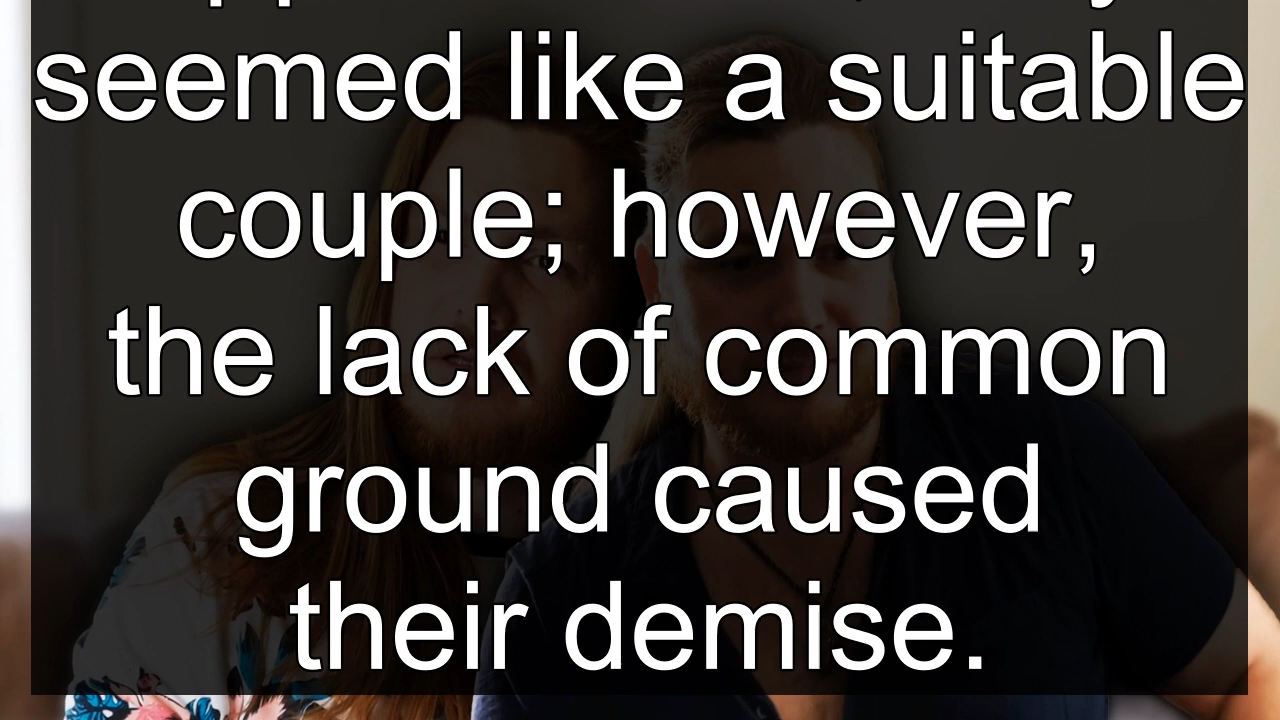 seemed like a suitable
couple; however,
the lack of common
ground caused
their demise.